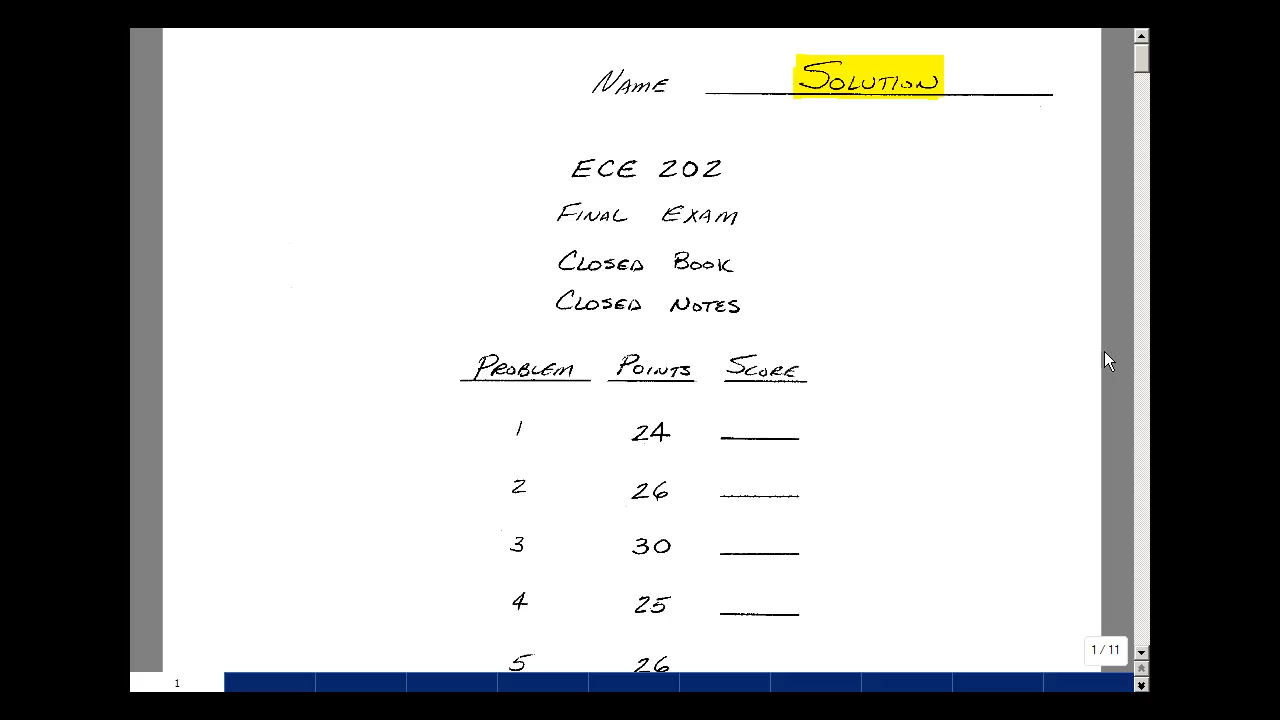 NAME SOLUTION
ECE 202
FINAL EXAM
CLOSED BOOK
CLOSED NOTES
PROBLEM POINTS SCORE
1 24
2 26
3 30
4 25
5 26
1 / 11
1